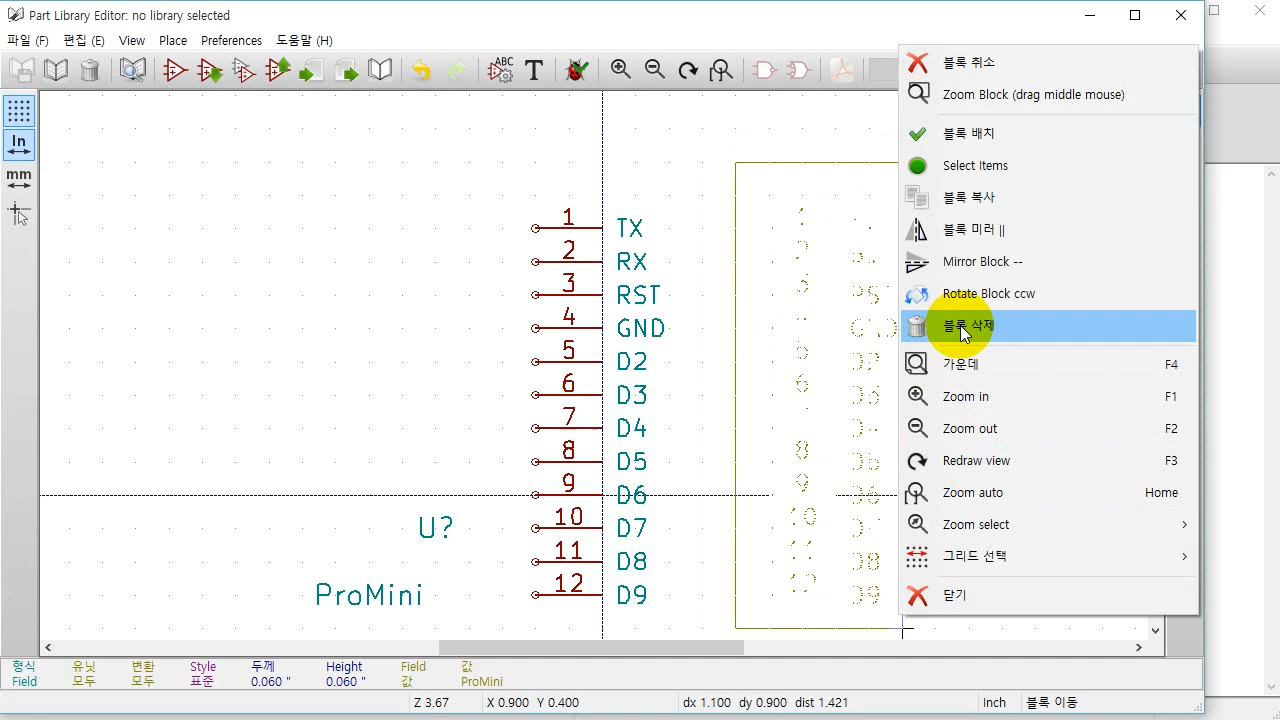 Part Library Editor: no library selected
파일 (F) 편집 (E) View Place Preferences 도움말 (H)
ABC
T
In
mm
블록 취소
Zoom Block (drag middle mouse)
블록 배치
Select Items
블록 복사
블록 미러 ||
Mirror Block --
Rotate Block ccw
블록 삭제
가운데 F4
Zoom in F1
Zoom out F2
Redraw view F3
Zoom auto Home
Zoom select
그리드 선택
닫기
1 TX
2 RX
3 RST
4 GND
5 D2
6 D3
7 D4
8 D5
9 D6
10 D7
11 D8
12 D9
U?
ProMini
형식 유닛 변환 Style 두께 Height Field 값
Field 모두 모두 표준 0.060 " 0.060 " 값 ProMini
Z 3.67 X 0.900 Y 0.400 dx 1.100 dy 0.900 dist 1.421 Inch 블록 이동